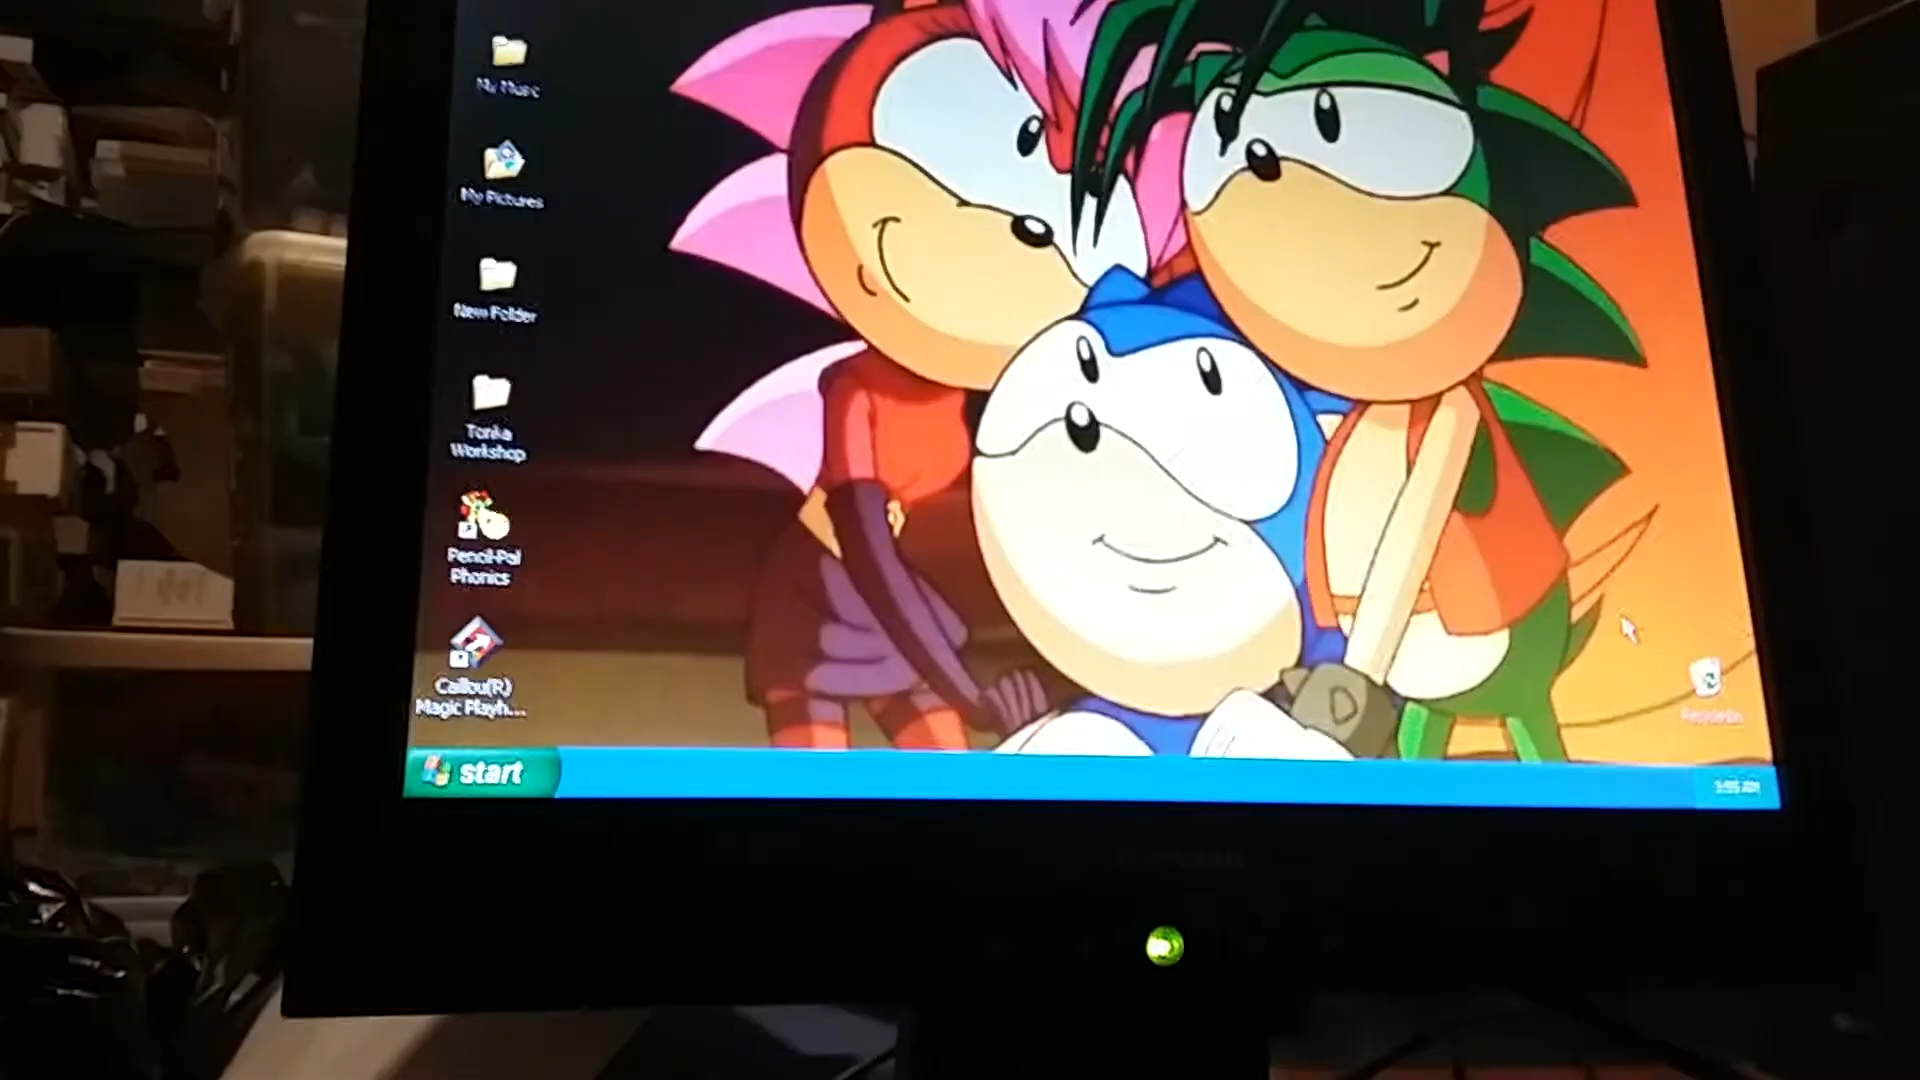 My Music
My Pictures
New Folder
Tonka
Workshop
Pencil-Pal
Phonics
Caillou(R)
Magic Playh...
start